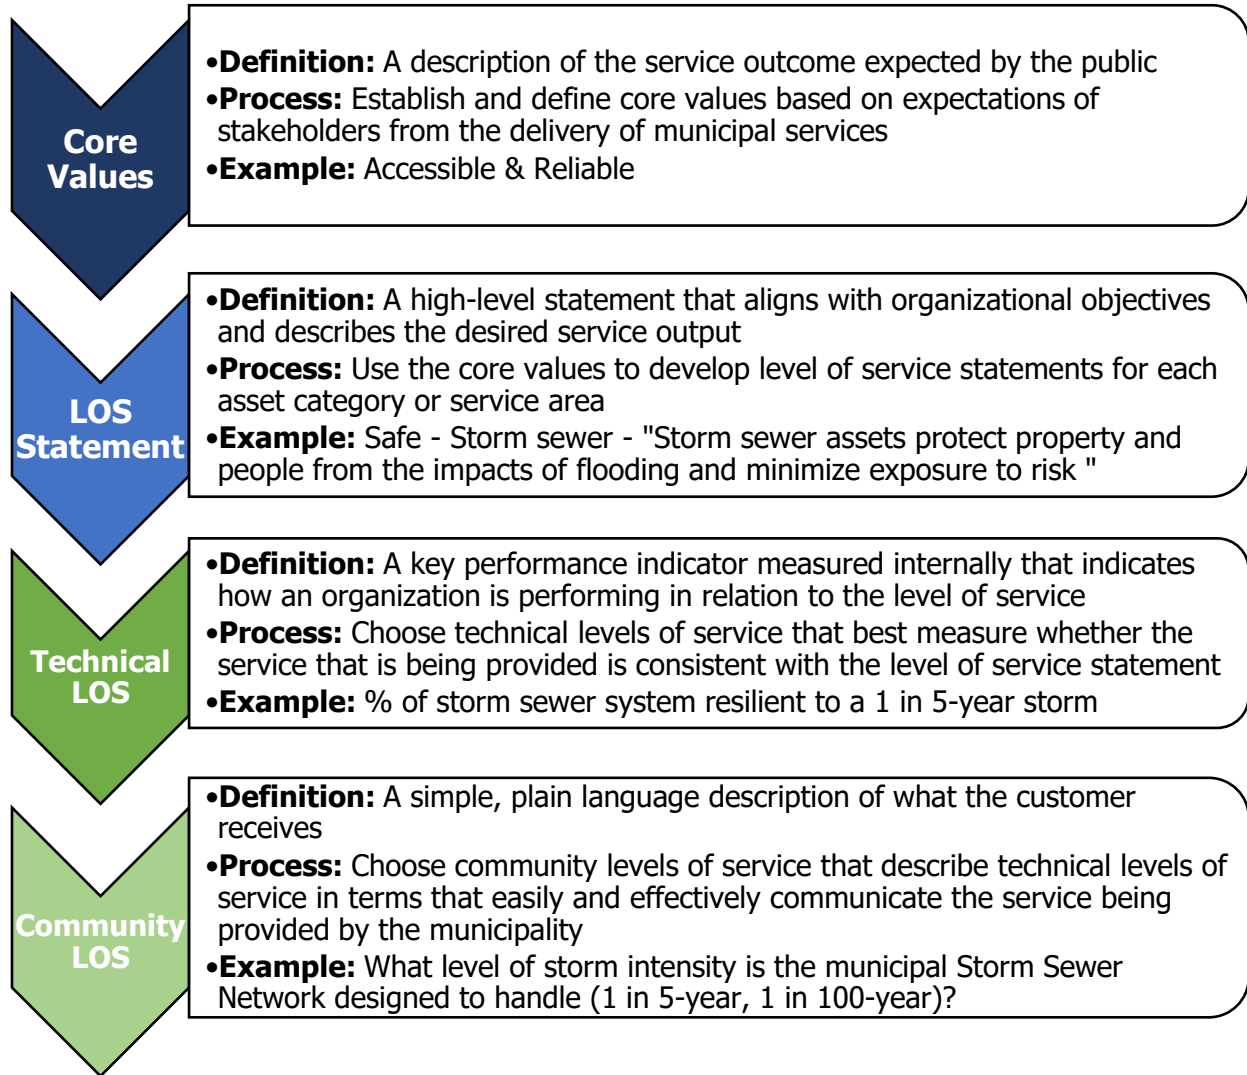 Core
Values
•Definition: A description of the service outcome expected by the public
•Process: Establish and define core values based on expectations of
stakeholders from the delivery of municipal services
•Example: Accessible & Reliable
LOS
Statement
•Definition: A high-level statement that aligns with organizational objectives
and describes the desired service output
•Process: Use the core values to develop level of service statements for each
asset category or service area
•Example: Safe - Storm sewer - "Storm sewer assets protect property and
people from the impacts of flooding and minimize exposure to risk "
Technical
LOS
•Definition: A key performance indicator measured internally that indicates
how an organization is performing in relation to the level of service
•Process: Choose technical levels of service that best measure whether the
service that is being provided is consistent with the level of service statement
•Example: % of storm sewer system resilient to a 1 in 5-year storm
Community
LOS
•Definition: A simple, plain language description of what the customer
receives
•Process: Choose community levels of service that describe technical levels of
service in terms that easily and effectively communicate the service being
provided by the municipality
•Example: What level of storm intensity is the municipal Storm Sewer
Network designed to handle (1 in 5-year, 1 in 100-year)?